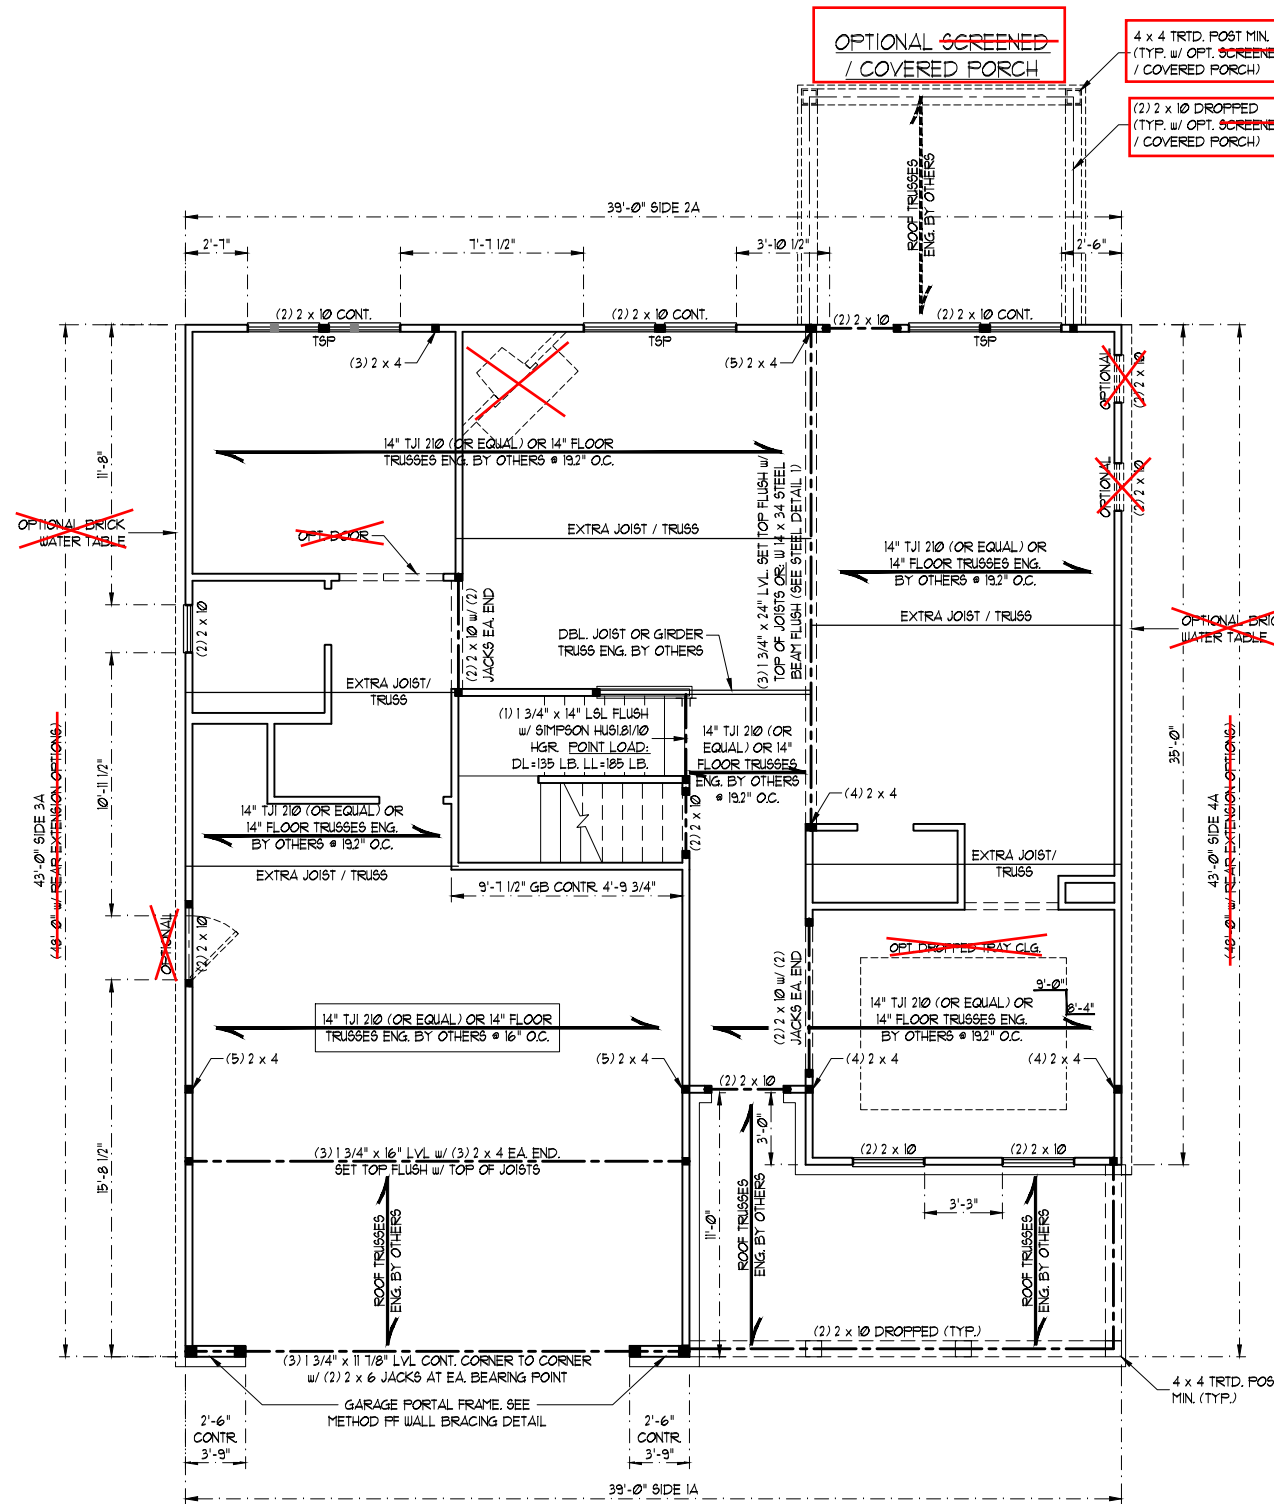 OPTIONAL SCREENED
/ COVERED PORCH
4 x 4 TRTD. POST MIN.
(TYP. w/ OPT. SCREENE
/ COVERED PORCH)
(2) 2 x 10 DROPPED
(TYP. w/ OPT. SCREENE
/ COVERED PORCH)
ROOF TRUSSES
ENG. BY OTHERS
39'-0" SIDE 2A
2'-7"
7'-7 1/2"
3'-10 1/2"
2'-6"
(2) 2 x 10 CONT.
TSP
(2) 2 x 10 CONT.
TSP
(2) 2 x 10
(2) 2 x 10 CONT.
TSP
(3) 2 x 4
(5) 2 x 4
OPTIONAL
(2) 2 x 10
OPTIONAL
(2) 2 x 10
14" TJI 210 (OR EQUAL) OR 14" FLOOR
TRUSSES ENG. BY OTHERS @ 19.2" O.C.
11'-8"
(3) 1 3/4" x 24" LVL. SET TOP FLUSH w/
TOP OF JOISTS OR: W 14 x 34 STEEL
BEAM FLUSH (SEE STEEL DETAIL 1)
OPTIONAL BRICK
WATER TABLE
OPT. DOOR
EXTRA JOIST / TRUSS
14" TJI 210 (OR EQUAL) OR
14" FLOOR TRUSSES ENG.
BY OTHERS @ 19.2" O.C.
EXTRA JOIST / TRUSS
OPTIONAL BRIC
WATER TABLE
(2) 2 x 10
(2) 2 x 10 w/ (2)
JACKS EA. END
DBL. JOIST OR GIRDER
TRUSS ENG. BY OTHERS
EXTRA JOIST/
TRUSS
(1) 1 3/4" x 14" LSL FLUSH
w/ SIMPSON HUS1.81/10
HGR. POINT LOAD:
DL=135 LB. LL=185 LB.
14" TJI 210 (OR
EQUAL) OR 14"
FLOOR TRUSSES
ENG. BY OTHERS
@ 19.2" O.C.
35'-0"
43'-0" SIDE 3A
(48'-0" w/ REAR EXTENSION OPTIONS)
10'-11 1/2"
43'-0" SIDE 4A
(48'-0" w/ REAR EXTENSION OPTIONS)
(4) 2 x 4
(2) 2 x 10
14" TJI 210 (OR EQUAL) OR
14" FLOOR TRUSSES ENG.
BY OTHERS @ 19.2" O.C.
EXTRA JOIST / TRUSS
EXTRA JOIST/
TRUSS
9'-7 1/2" GB CONTR. 4'-9 3/4"
OPTIONAL
(2) 2 x 10
OPT. DROPPED TRAY CLG.
9'-0"
8'-4"
(2) 2 x 10 w/ (2)
JACKS EA. END
14" TJI 210 (OR EQUAL) OR 14" FLOOR
TRUSSES ENG. BY OTHERS @ 16" O.C.
14" TJI 210 (OR EQUAL) OR
14" FLOOR TRUSSES ENG.
BY OTHERS @ 19.2" O.C.
(5) 2 x 4
(5) 2 x 4
(4) 2 x 4
(4) 2 x 4
(2) 2 x 10
3'-0"
15'-8 1/2"
(3) 1 3/4" x 16" LVL w/ (3) 2 x 4 EA. END.
SET TOP FLUSH w/ TOP OF JOISTS
(2) 2 x 10
(2) 2 x 10
3'-3"
11'-0"
ROOF TRUSSES
ENG. BY OTHERS
ROOF TRUSSES
ENG. BY OTHERS
ROOF TRUSSES
ENG. BY OTHERS
(2) 2 x 10 DROPPED (TYP.)
(3) 1 3/4" x 11 7/8" LVL CONT. CORNER TO CORNER
w/ (2) 2 x 6 JACKS AT EA. BEARING POINT
GARAGE PORTAL FRAME. SEE
METHOD PF WALL BRACING DETAIL
4 x 4 TRTD. POS
MIN. (TYP.)
2'-6"
CONTR.
3'-9"
2'-6"
CONTR.
3'-9"
39'-0" SIDE 1A